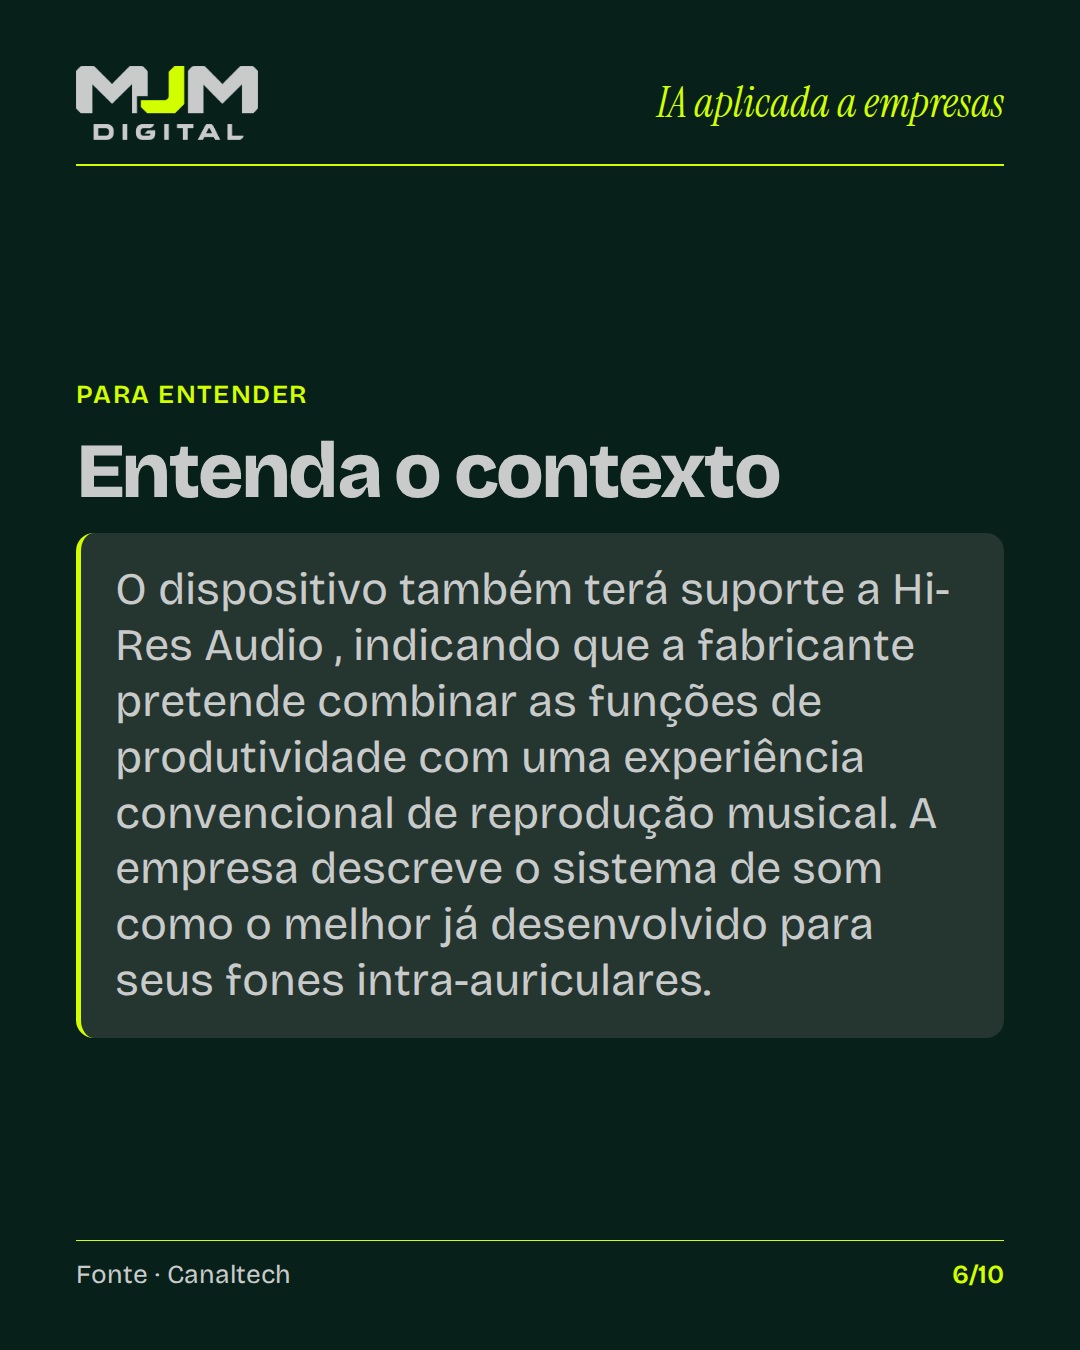 MJM
DIGITAL
IA aplicada a empresas
PARA ENTENDER
Entenda o contexto
O dispositivo também terá suporte a Hi-
Res Audio , indicando que a fabricante
pretende combinar as funções de
produtividade com uma experiência
convencional de reprodução musical. A
empresa descreve o sistema de som
como o melhor já desenvolvido para
seus fones intra-auriculares.
Fonte · Canaltech
6/10